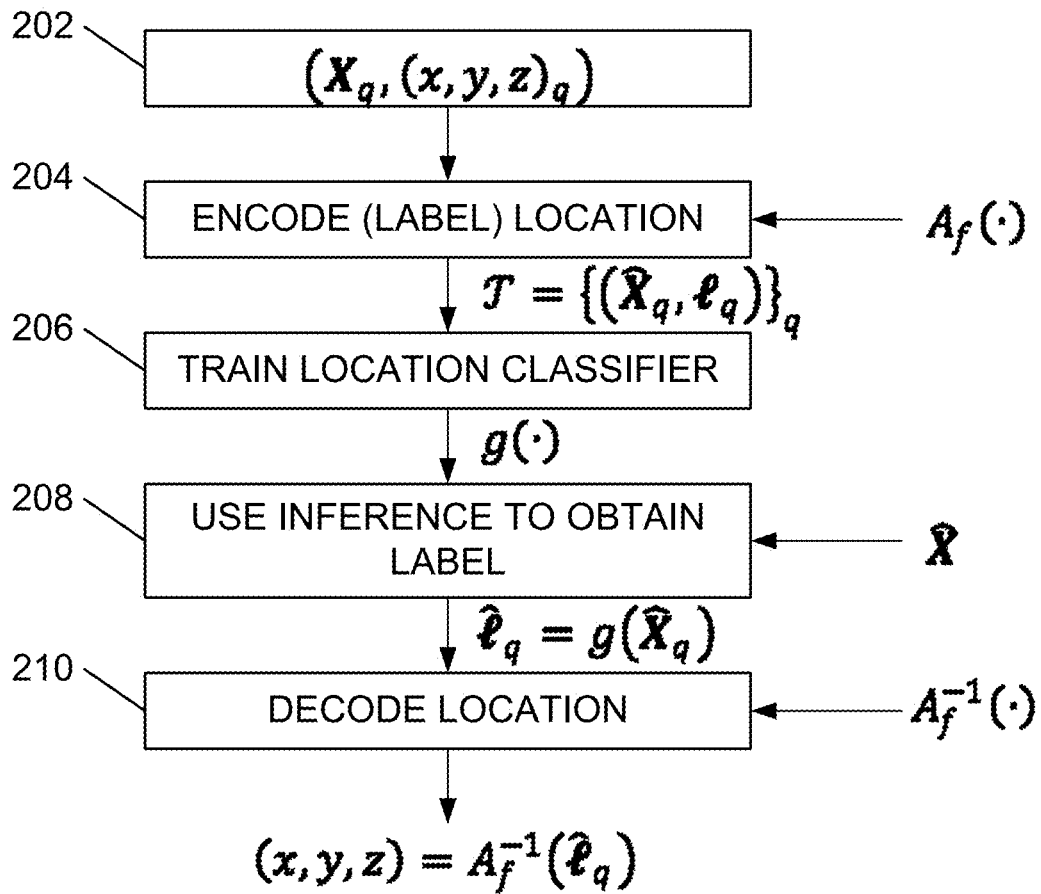 202
(X_q, (x, y, z)_q)
204
ENCODE (LABEL) LOCATION
A_f(·)
𝒯 = {(X̂_q, ℓ_q)}_q
206
TRAIN LOCATION CLASSIFIER
g(·)
208
USE INFERENCE TO OBTAIN
LABEL
X̂
ℓ̂_q = g(X̂_q)
210
DECODE LOCATION
A_f^{-1}(·)
(x, y, z) = A_f^{-1}(ℓ̂_q)